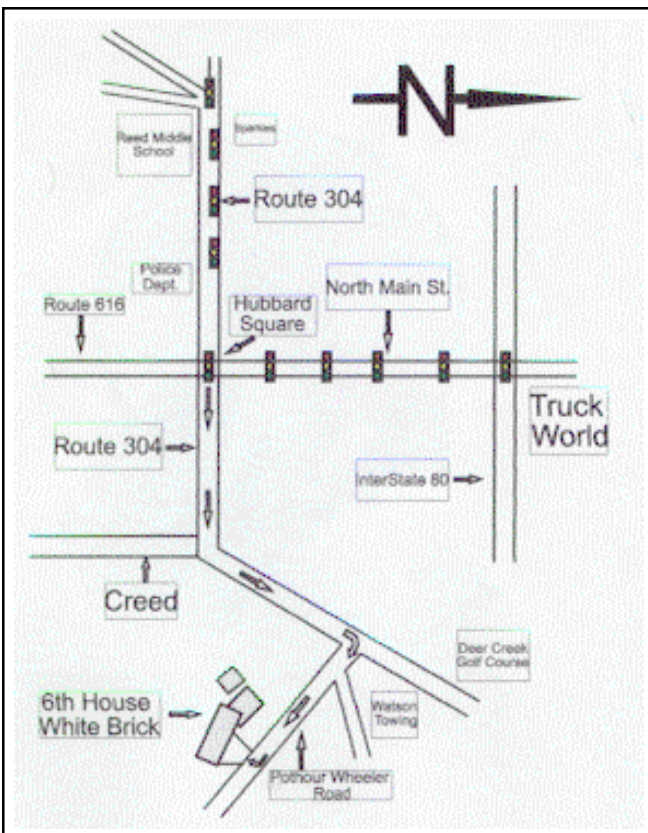 N
Reed Middle
School
Sparkles
Route 304
Police
Dept.
Route 616
Hubbard
Square
North Main St.
Truck
World
Route 304
InterState 80
Creed
Deer Creek
Golf Course
6th House
White Brick
Watson
Towing
Pothour Wheeler
Road